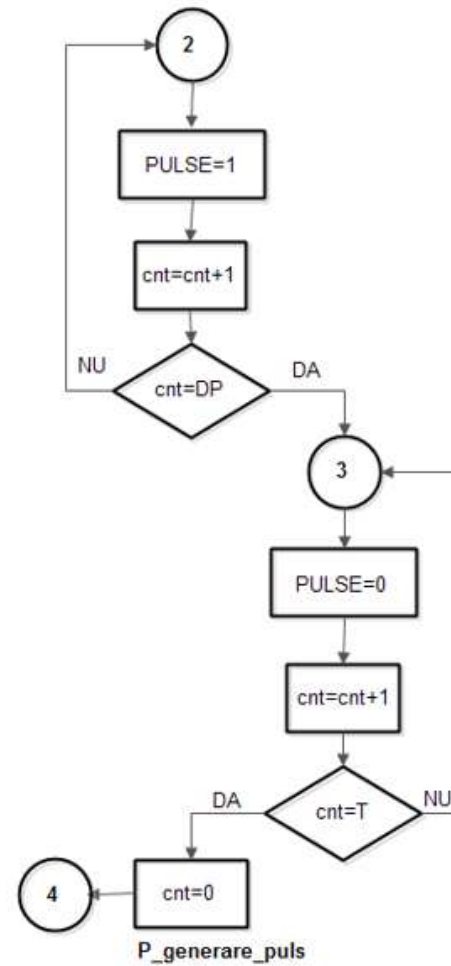 2
PULSE=1
cnt=cnt+1
NU
cnt=DP
DA
3
PULSE=0
cnt=cnt+1
DA
cnt=T
NU
4
cnt=0
P_generare_puls